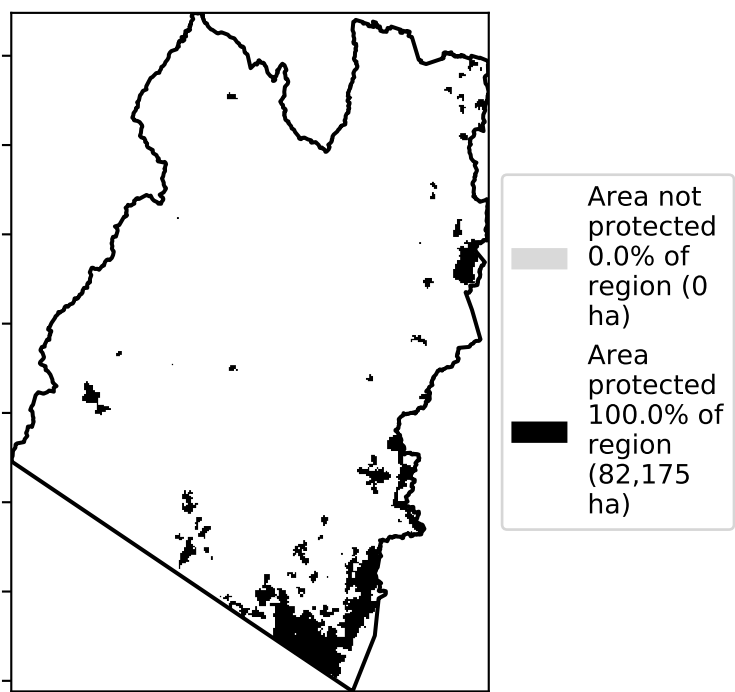 Area not
protected
0.0% of
region (0
ha)
Area
protected
100.0% of
region
(82,175
ha)